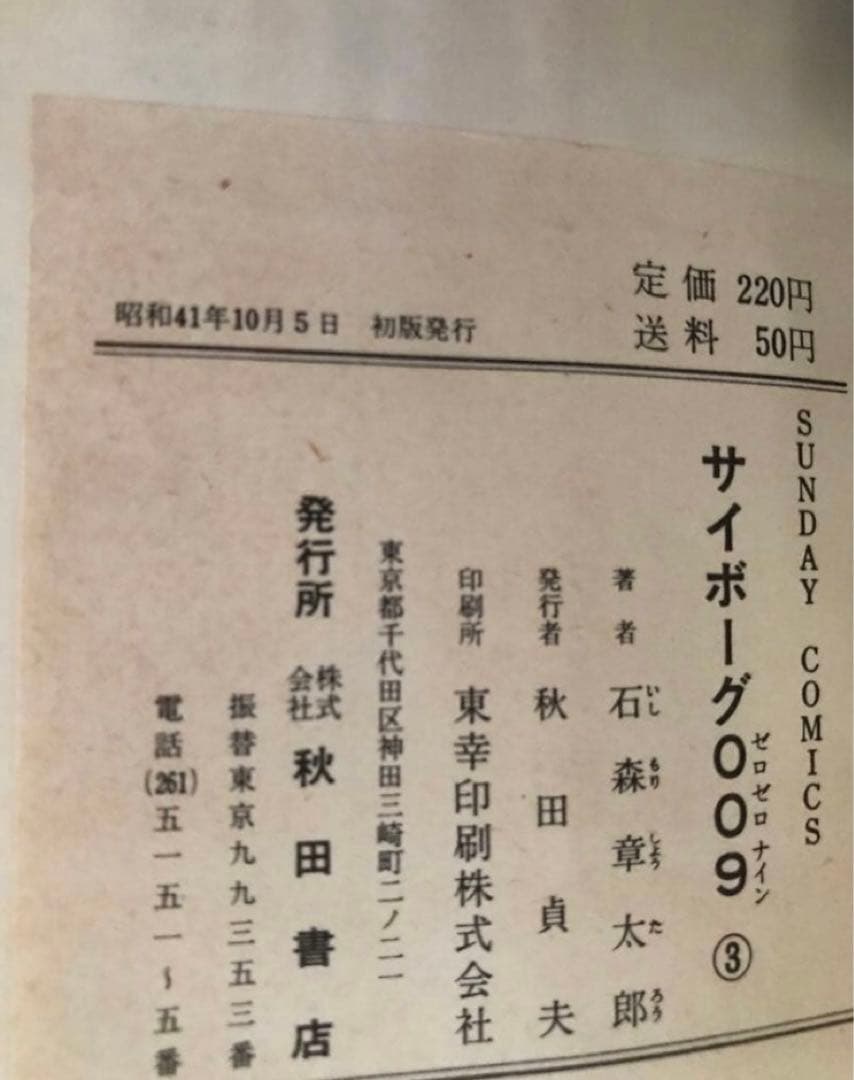 定価 220円
送料 50円
昭和41年10月5日 初版発行
SUNDAY COMICS
サイボーグ009 ③
ゼロゼロナイン
著者 石森章太郎
いしもりしょうたろう
発行者 秋田貞夫
印刷所 東幸印刷株式会社
東京都千代田区神田三崎町二ノ二一
発行所 株式会社 秋田書店
振替東京九九三五三番
電話(261)五一五一〜五番